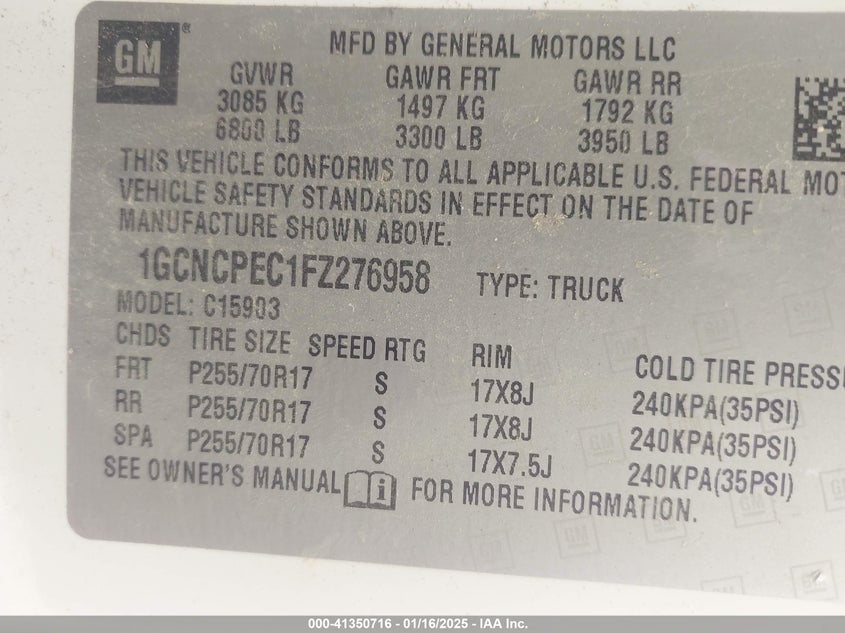 GM
MFD BY GENERAL MOTORS LLC
GVWR GAWR FRT GAWR RR
3085 KG 1497 KG 1792 KG
6800 LB 3300 LB 3950 LB
THIS VEHICLE CONFORMS TO ALL APPLICABLE U.S. FEDERAL MOT
VEHICLE SAFETY STANDARDS IN EFFECT ON THE DATE OF
MANUFACTURE SHOWN ABOVE.
1GCNCPEC1FZ276958 TYPE: TRUCK
MODEL: C15903
CHDS TIRE SIZE SPEED RTG RIM COLD TIRE PRESS
FRT P255/70R17 S 17X8J 240KPA(35PSI)
RR P255/70R17 S 17X8J 240KPA(35PSI)
SPA P255/70R17 S 17X7.5J 240KPA(35PSI)
SEE OWNER'S MANUAL i FOR MORE INFORMATION.
000-41350716 - 01/16/2025 - IAA Inc.